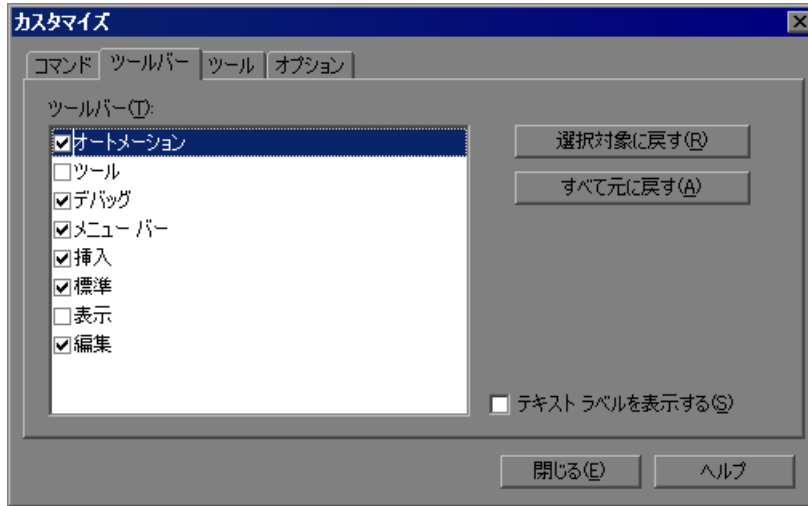 カスタマイズ
コマンド ツールバー ツール オプション
ツールバー(T):
オートメーション
ツール
デバッグ
メニュー バー
挿入
標準
表示
編集
選択対象に戻す(R)
すべて元に戻す(A)
テキスト ラベルを表示する(S)
閉じる(E) ヘルプ